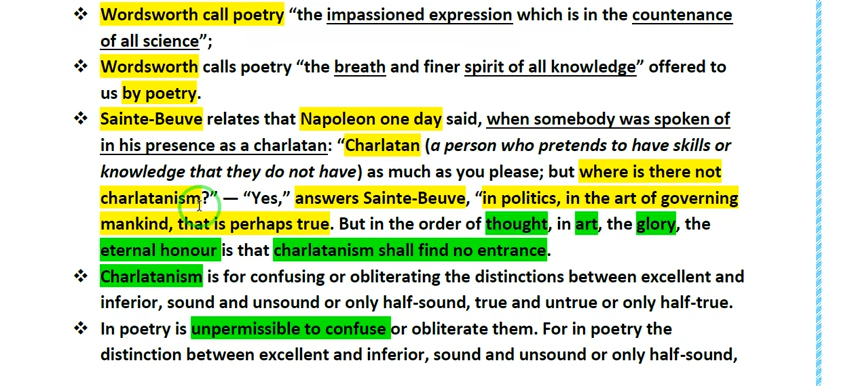 ❖ Wordsworth call poetry “the impassioned expression which is in the countenance
of all science”;
❖ Wordsworth calls poetry “the breath and finer spirit of all knowledge” offered to
us by poetry.
❖ Sainte-Beuve relates that Napoleon one day said, when somebody was spoken of
in his presence as a charlatan: “Charlatan (a person who pretends to have skills or
knowledge that they do not have) as much as you please; but where is there not
charlatanism?” — “Yes,” answers Sainte-Beuve, “in politics, in the art of governing
mankind, that is perhaps true. But in the order of thought, in art, the glory, the
eternal honour is that charlatanism shall find no entrance.
❖ Charlatanism is for confusing or obliterating the distinctions between excellent and
inferior, sound and unsound or only half-sound, true and untrue or only half-true.
❖ In poetry is unpermissible to confuse or obliterate them. For in poetry the
distinction between excellent and inferior, sound and unsound or only half-sound,